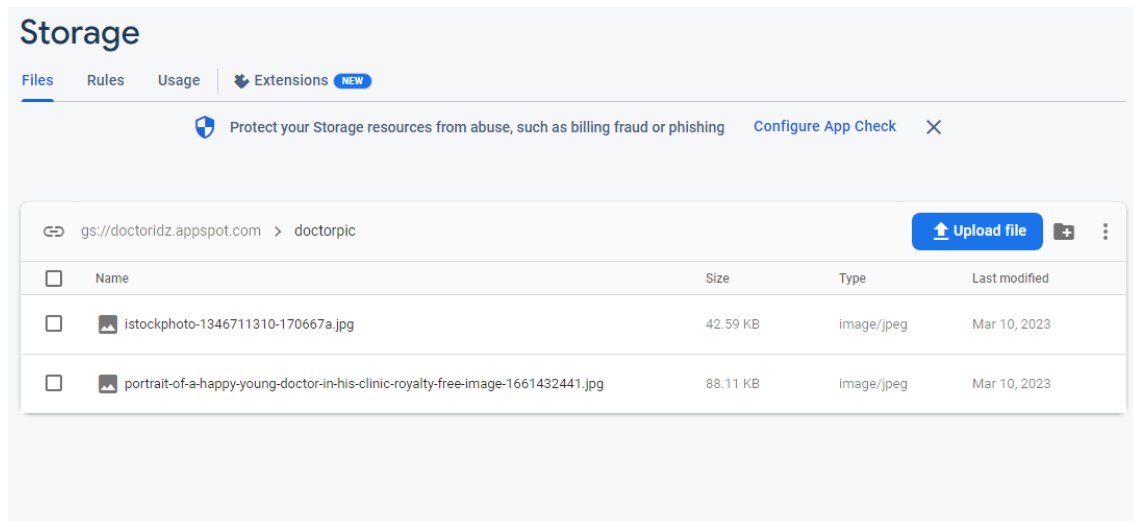 Storage
Files Rules Usage Extensions NEW
Protect your Storage resources from abuse, such as billing fraud or phishing Configure App Check
gs://doctoridz.appspot.com > doctorpic Upload file
Name Size Type Last modified
istockphoto-1346711310-170667a.jpg 42.59 KB image/jpeg Mar 10, 2023
portrait-of-a-happy-young-doctor-in-his-clinic-royalty-free-image-1661432441.jpg 88.11 KB image/jpeg Mar 10, 2023